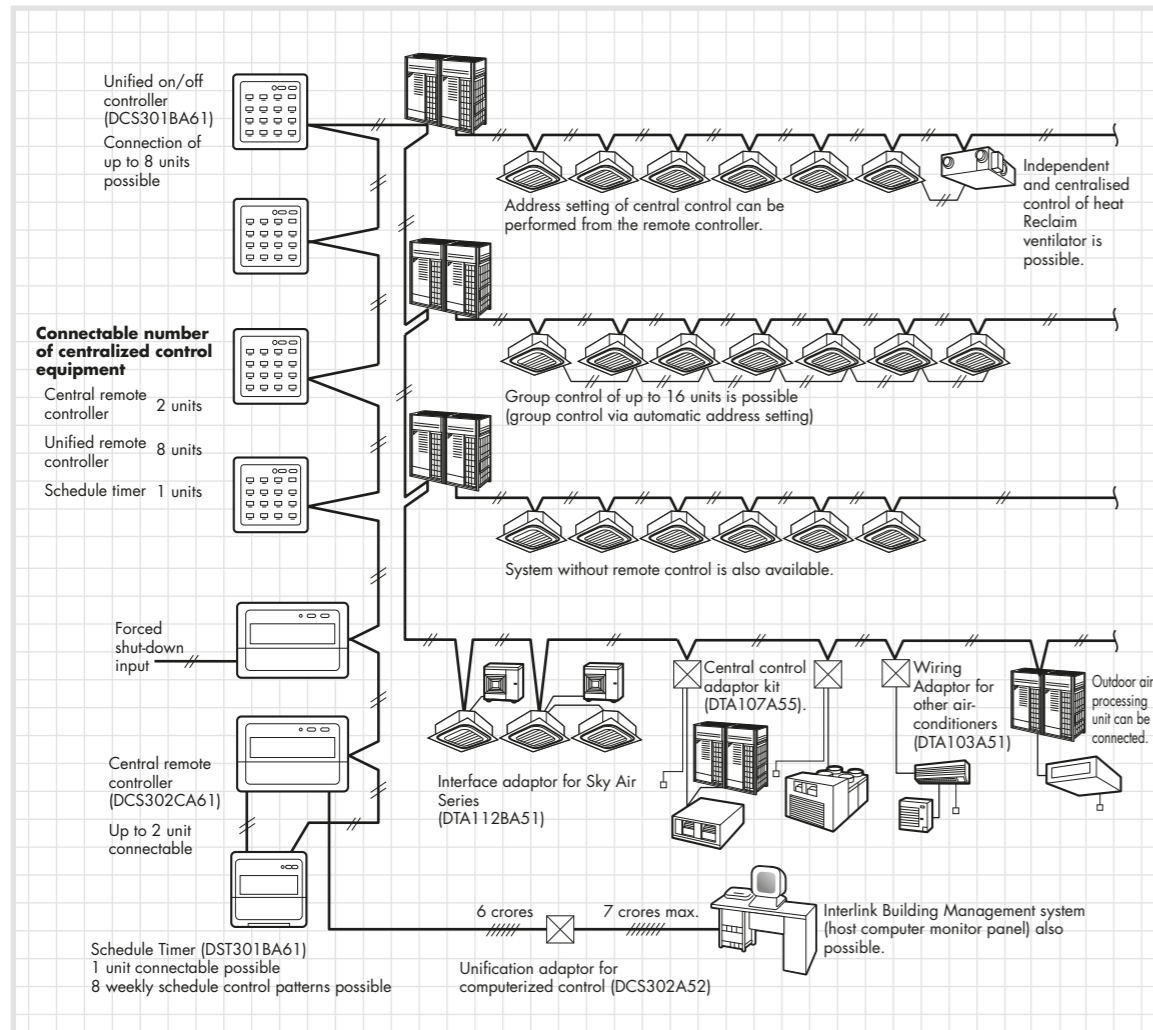 Unified on/off
controller
(DCS301BA61)
Connection of
up to 8 units
possible
Address setting of central control can be
performed from the remote controller.
Independent
and centralised
control of heat
Reclaim
ventilator is
possible.
Connectable number
of centralized control
equipment
Central remote
controller 2 units
Unified remote
controller 8 units
Schedule timer 1 units
Group control of up to 16 units is possible
(group control via automatic address setting)
System without remote control is also available.
Forced
shut-down
input
Central remote
controller
(DCS302CA61)
Up to 2 unit
connectable
Interface adaptor for Sky Air
Series
(DTA112BA51)
Central control
adaptor kit
(DTA107A55).
Wiring
Adaptor for
other air-
conditioners
(DTA103A51)
Outdoor air
processing
unit can be
connected.
Schedule Timer (DST301BA61)
1 unit connectable possible
8 weekly schedule control patterns possible
6 crores
7 crores max.
Unification adaptor for
computerized control (DCS302A52)
Interlink Building Management system
(host computer monitor panel) also
possible.